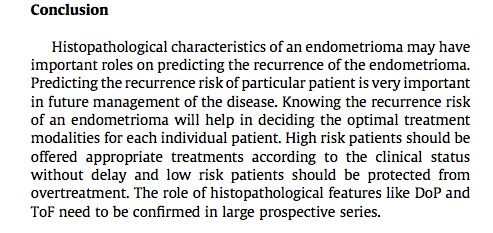 Conclusion
Histopathological characteristics of an endometrioma may have
important roles on predicting the recurrence of the endometrioma.
Predicting the recurrence risk of particular patient is very important
in future management of the disease. Knowing the recurrence risk
of an endometrioma will help in deciding the optimal treatment
modalities for each individual patient. High risk patients should be
offered appropriate treatments according to the clinical status
without delay and low risk patients should be protected from
overtreatment. The role of histopathological features like DoP and
ToF need to be confirmed in large prospective series.